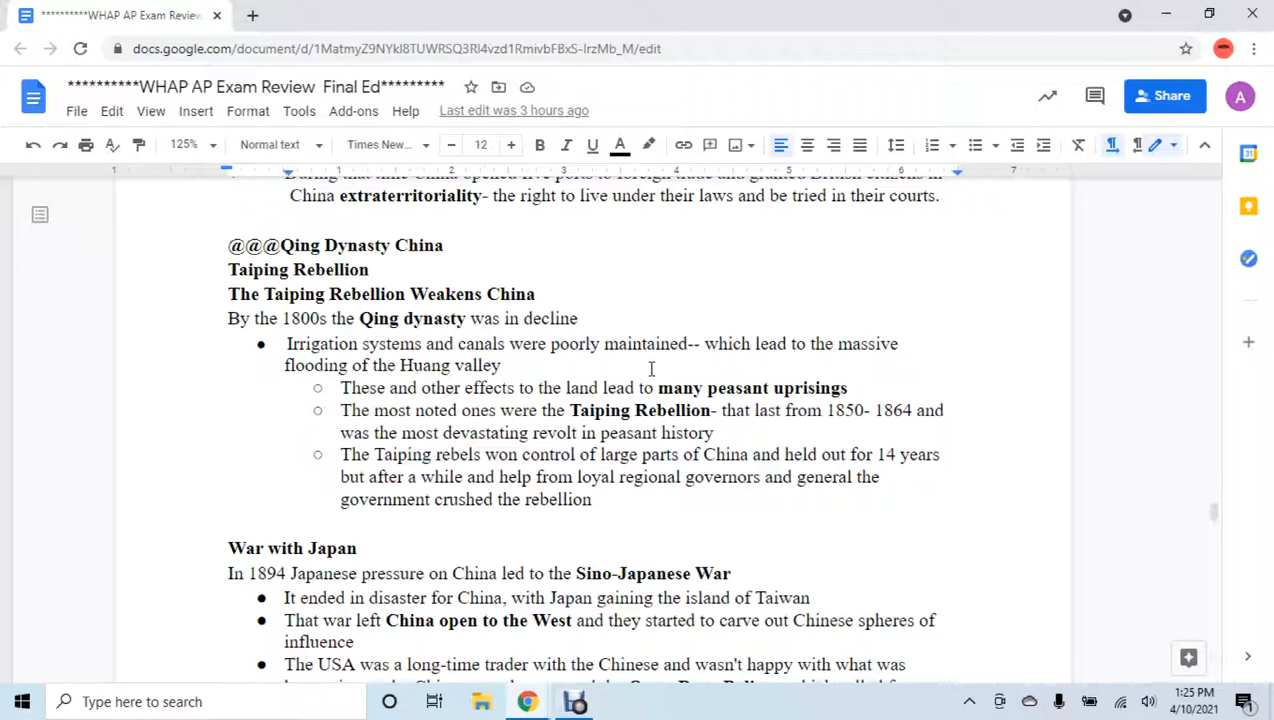 **********WHAP AP Exam Review
docs.google.com/document/d/1MatmyZ9NYkl8TUWRSQ3Rl4vzd1RmivbFBxS-lrzMb_M/edit
**********WHAP AP Exam Review Final Ed*********
File Edit View Insert Format Tools Add-ons Help Last edit was 3 hours ago
Share
A
125% Normal text Times New... 12 B I U A
1 1 2 3 4 5 6 7
China extraterritoriality- the right to live under their laws and be tried in their courts.
@@@Qing Dynasty China
Taiping Rebellion
The Taiping Rebellion Weakens China
By the 1800s the Qing dynasty was in decline
● Irrigation systems and canals were poorly maintained-- which lead to the massive
flooding of the Huang valley
○ These and other effects to the land lead to many peasant uprisings
○ The most noted ones were the Taiping Rebellion- that last from 1850- 1864 and
was the most devastating revolt in peasant history
○ The Taiping rebels won control of large parts of China and held out for 14 years
but after a while and help from loyal regional governors and general the
government crushed the rebellion
War with Japan
In 1894 Japanese pressure on China led to the Sino-Japanese War
● It ended in disaster for China, with Japan gaining the island of Taiwan
● That war left China open to the West and they started to carve out Chinese spheres of
influence
● The USA was a long-time trader with the Chinese and wasn't happy with what was
Type here to search
1:25 PM
4/10/2021
1